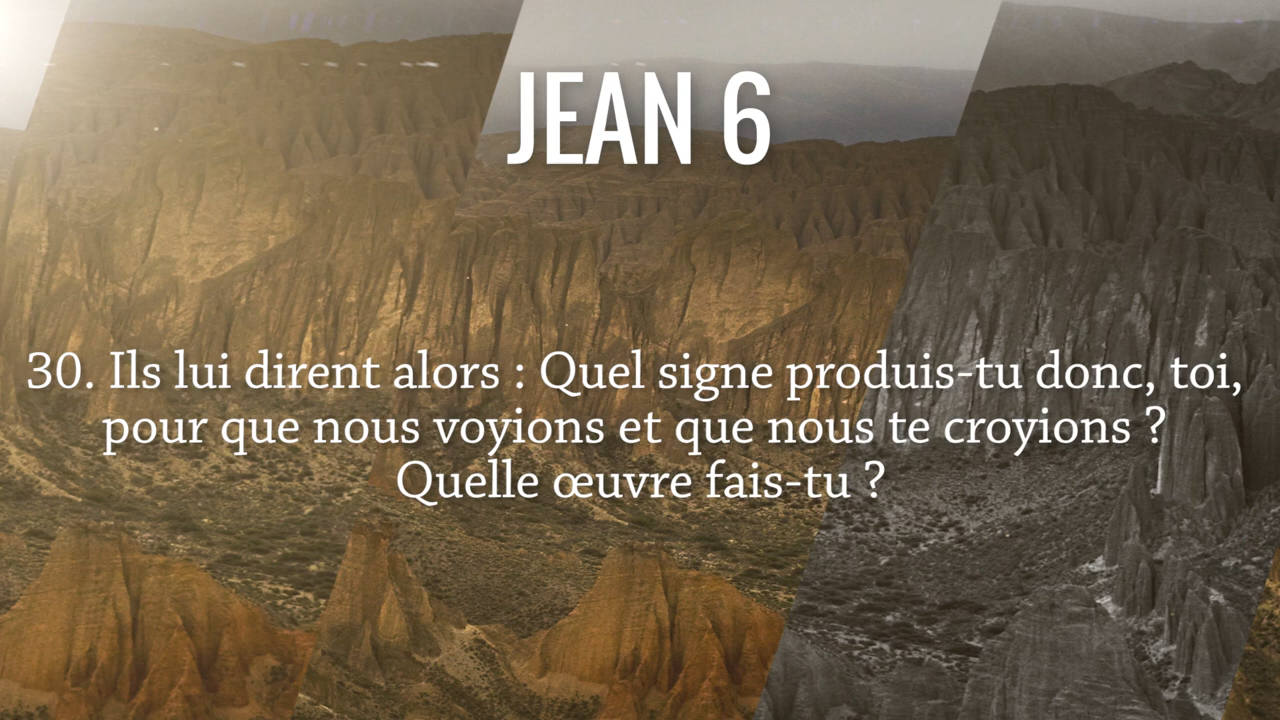 JEAN 6
30. Ils lui dirent alors : Quel signe produis-tu donc, toi,
pour que nous voyions et que nous te croyions ?
Quelle œuvre fais-tu ?